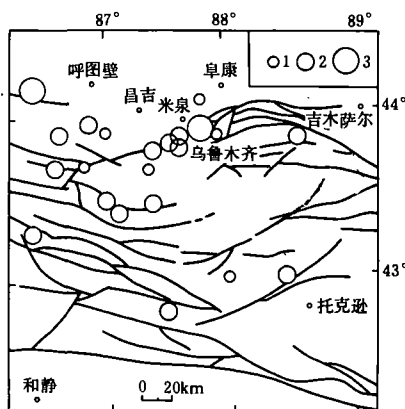 87° 88° 89°
1 2 3
呼图壁
阜康
昌吉
米泉
44°
吉木萨尔
乌鲁木齐
43°
托克逊
和静
0 20km